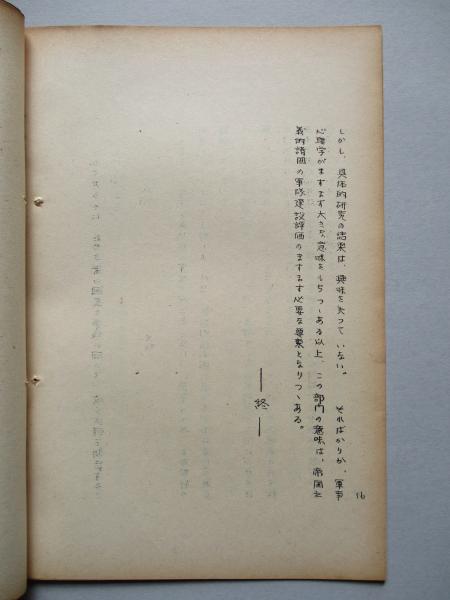 しかし、具体的研究の結果は、興味を失つていない。 そればかりか、軍事
心理学がますます大きな意味をもちつゝある以上、この部門の意味は、帝国主
義的諸国の軍隊建設評価のますます必要な要素となりつゝある。
── 終 ──
16